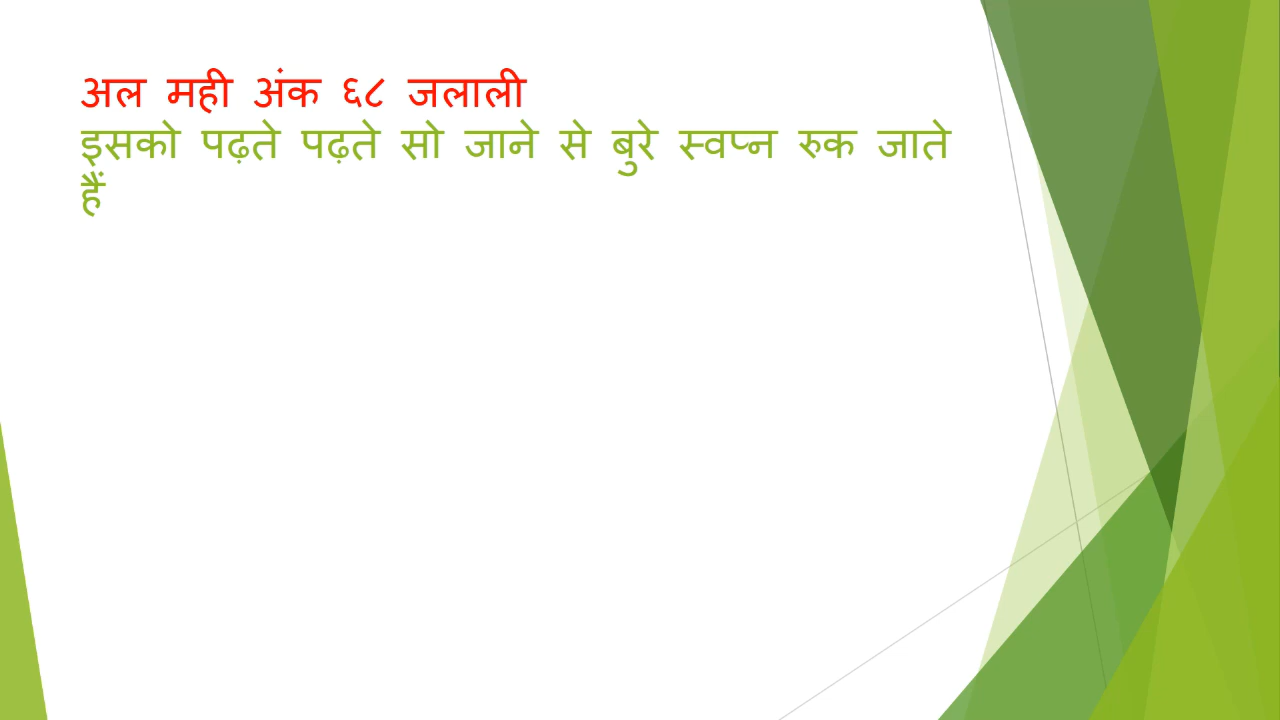 अल मही अंक ६८ जलाली
इसको पढ़ते पढ़ते सो जाने से बुरे स्वप्न रुक जाते
हैं